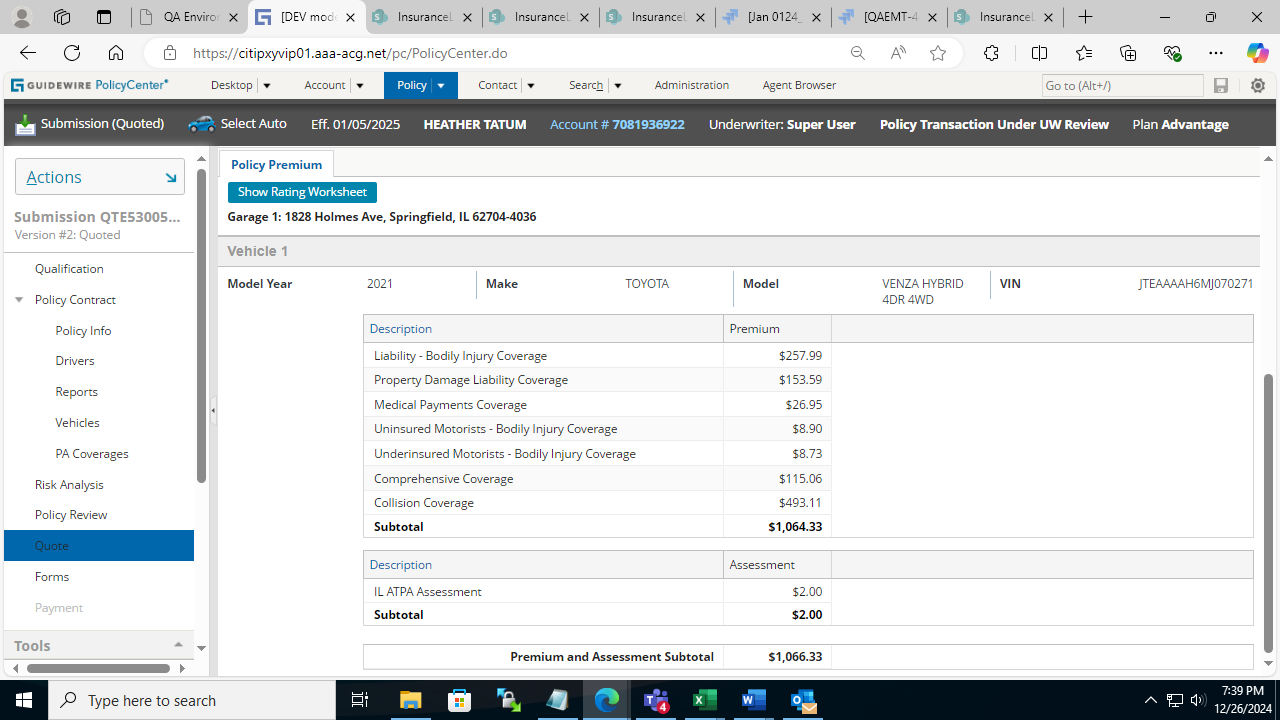 QA Environ
[DEV mode
InsuranceL
InsuranceL
InsuranceL
[Jan 0124_
[QAEMT-4
InsuranceL
https://citipxyvip01.aaa-acg.net/pc/PolicyCenter.do
GUIDEWIRE PolicyCenter®
Desktop
Account
Policy
Contact
Search
Administration
Agent Browser
Go to (Alt+/)
Submission (Quoted)
Select Auto
Eff. 01/05/2025
HEATHER TATUM
Account # 7081936922
Underwriter: Super User
Policy Transaction Under UW Review
Plan Advantage
Actions
Submission QTE53005...
Version #2: Quoted
Qualification
Policy Contract
Policy Info
Drivers
Reports
Vehicles
PA Coverages
Risk Analysis
Policy Review
Quote
Forms
Payment
Tools
Policy Premium
Show Rating Worksheet
Garage 1: 1828 Holmes Ave, Springfield, IL 62704-4036
Vehicle 1
Model Year 2021 Make TOYOTA Model VENZA HYBRID VIN JTEAAAAH6MJ070271
4DR 4WD
Description Premium
Liability - Bodily Injury Coverage $257.99
Property Damage Liability Coverage $153.59
Medical Payments Coverage $26.95
Uninsured Motorists - Bodily Injury Coverage $8.90
Underinsured Motorists - Bodily Injury Coverage $8.73
Comprehensive Coverage $115.06
Collision Coverage $493.11
Subtotal $1,064.33
Description Assessment
IL ATPA Assessment $2.00
Subtotal $2.00
Premium and Assessment Subtotal $1,066.33
Type here to search
4
7:39 PM
12/26/2024